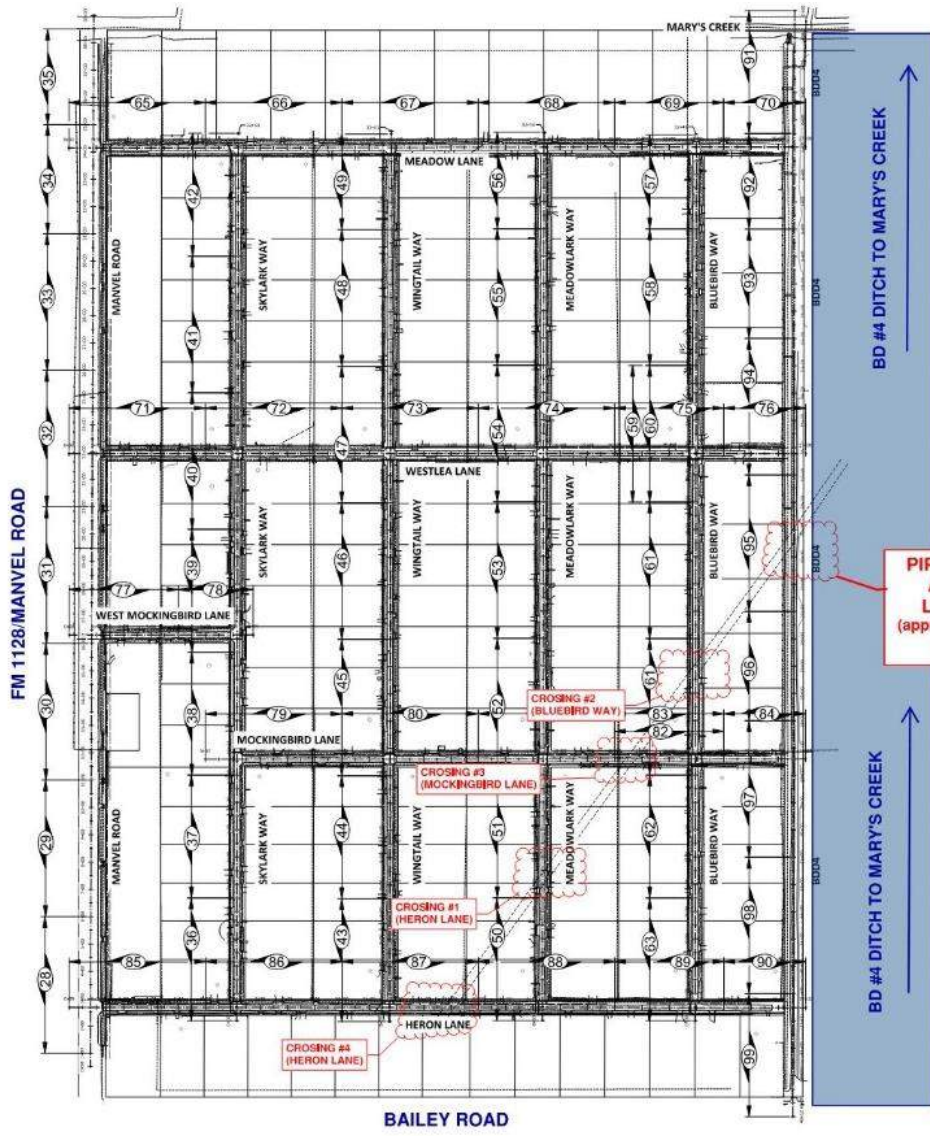 MARY'S CREEK
91
35
65
66
67
68
69
70
BDD4
MEADOW LANE
34
42
49
56
57
92
MANVEL ROAD
SKYLARK WAY
WINGTAIL WAY
MEADOWLARK WAY
BLUEBIRD WAY
BD #4 DITCH TO MARY'S CREEK
33
41
48
55
58
93
BDD4
94
32
71
72
73
74
75
76
47
54
59
60
WESTLEA LANE
40
FM 1128/MANVEL ROAD
31
39
46
53
61
95
SKYLARK WAY
WINGTAIL WAY
MEADOWLARK WAY
BLUEBIRD WAY
BDD4
PIP
L
(app
77
78
WEST MOCKINGBIRD LANE
30
38
45
52
61
96
CROSING #2
(BLUEBIRD WAY)
79
80
83
84
82
MOCKINGBIRD LANE
CROSING #3
(MOCKINGBIRD LANE)
BD #4 DITCH TO MARY'S CREEK
29
37
44
51
62
97
MANVEL ROAD
SKYLARK WAY
WINGTAIL WAY
MEADOWLARK WAY
BLUEBIRD WAY
BDD4
CROSING #1
(HERON LANE)
28
36
43
50
63
98
85
86
87
88
89
90
HERON LANE
CROSING #4
(HERON LANE)
99
BAILEY ROAD